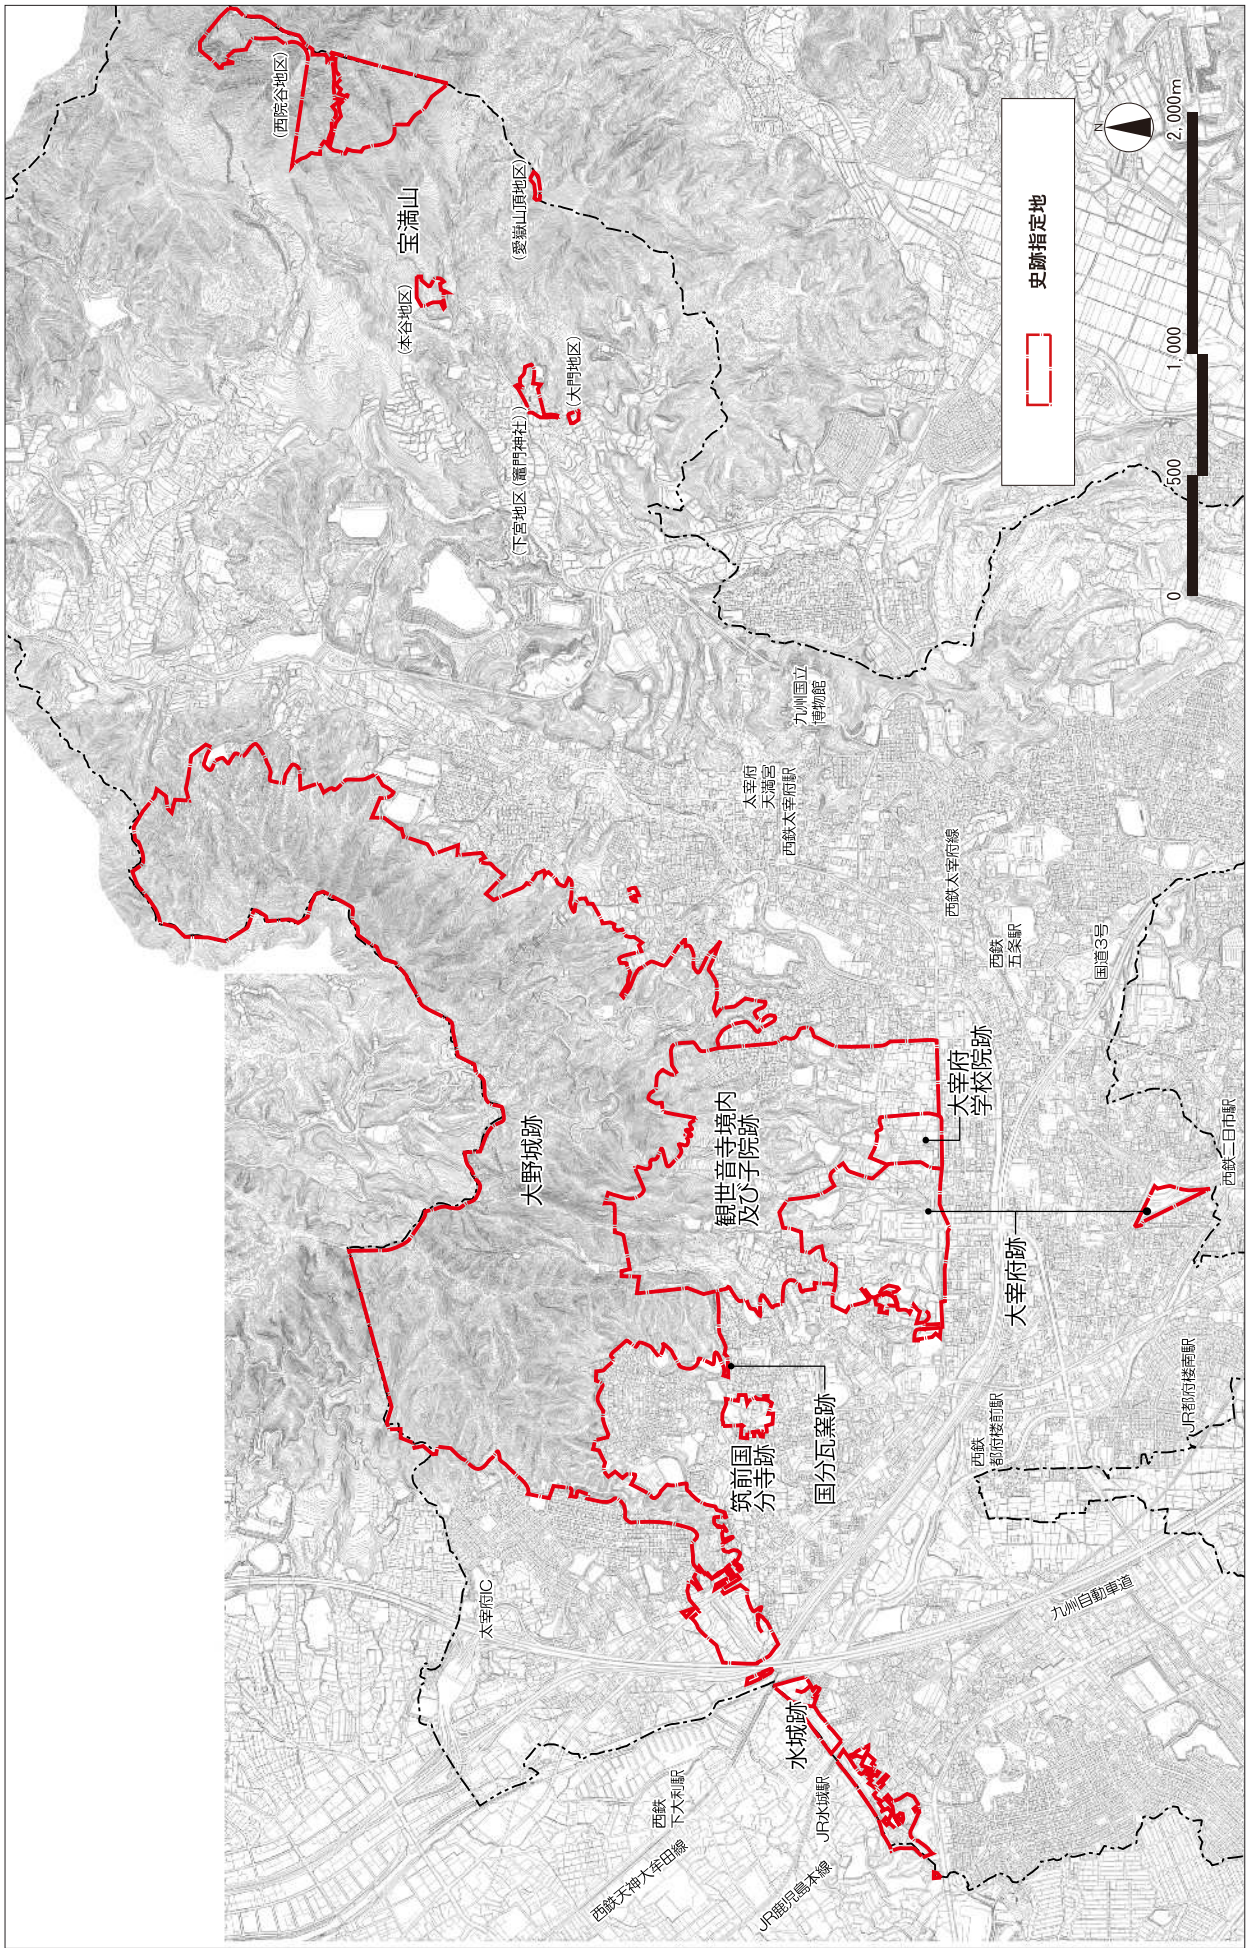 (西院谷地区)
宝満山
(愛嶽山頂地区)
(本谷地区)
(大門地区)
(下宮地区(竈門神社))
史跡指定地
N
0
500
1,000
2,000m
九州国立
博物館
太宰府
天満宮
西鉄太宰府駅
西鉄太宰府線
西鉄
五条駅
国道3号
大野城跡
観世音寺境内
及び子院跡
大宰府
学校院跡
大宰府跡
西鉄二日市駅
筑前国
分寺跡
国分瓦窯跡
西鉄
都府楼前駅
JR都府楼南駅
太宰府IC
九州自動車道
水城跡
西鉄
下大利駅
JR水城駅
西鉄天神大牟田線
JR鹿児島本線